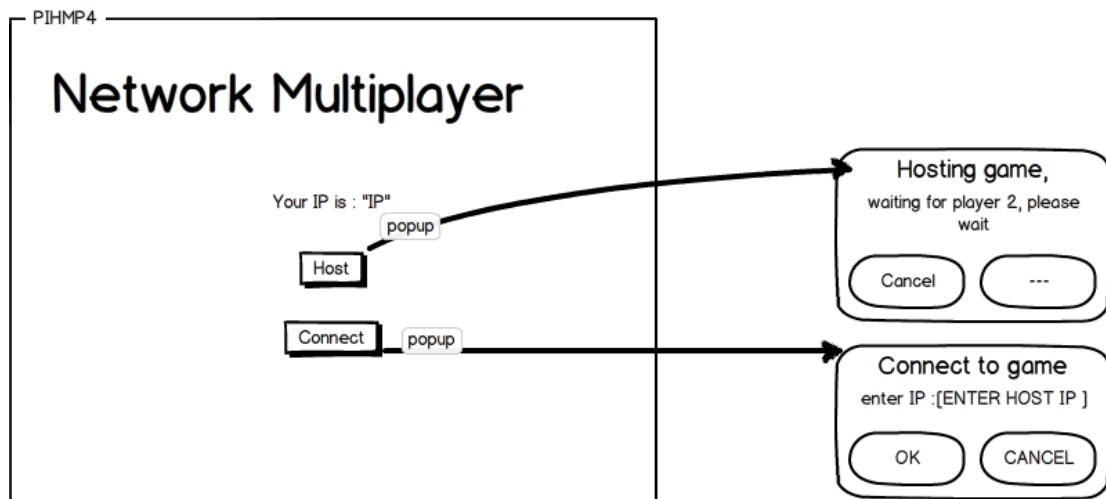 PIHMP4
Network Multiplayer
Your IP is : "IP"
popup
Host
Connect
popup
Hosting game,
waiting for player 2, please
wait
Cancel
---
Connect to game
enter IP :[ENTER HOST IP ]
OK
CANCEL